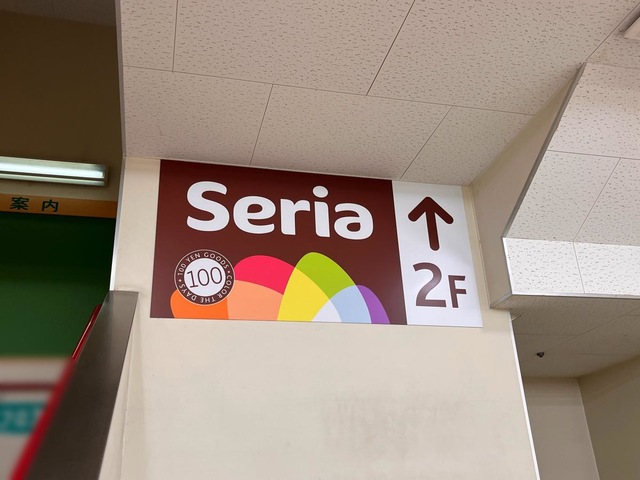 案内
Seria
100 YEN GOODS • COLOR THE DAYS •
100
2F